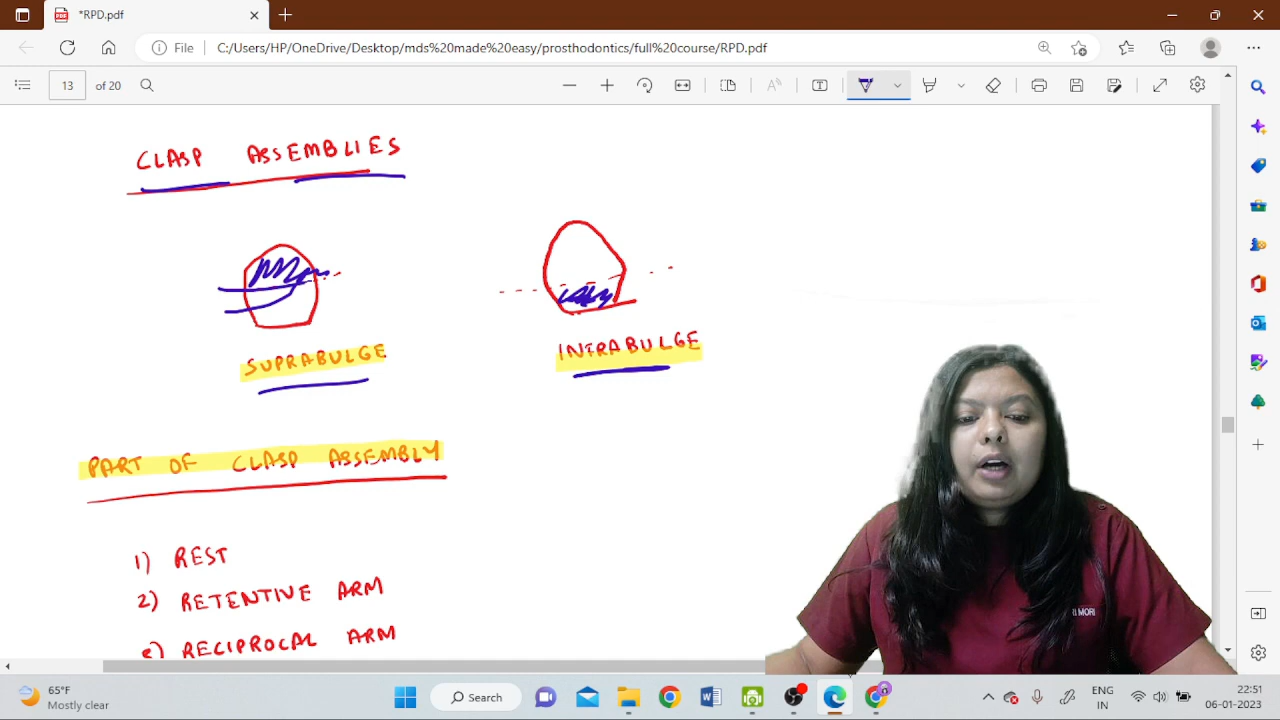 *RPD.pdf
File
C:/Users/HP/OneDrive/Desktop/mds%20made%20easy/prosthodontics/full%20course/RPD.pdf
13 of 20
CLASP ASSEMBLIES
SUPRABULGE
INFRABULGE
PART OF CLASP ASSEMBLY
1) REST
2) RETENTIVE ARM
3) RECIPROCAL ARM
MORI
65°F
Mostly clear
Search
ENG
IN
22:51
06-01-2023